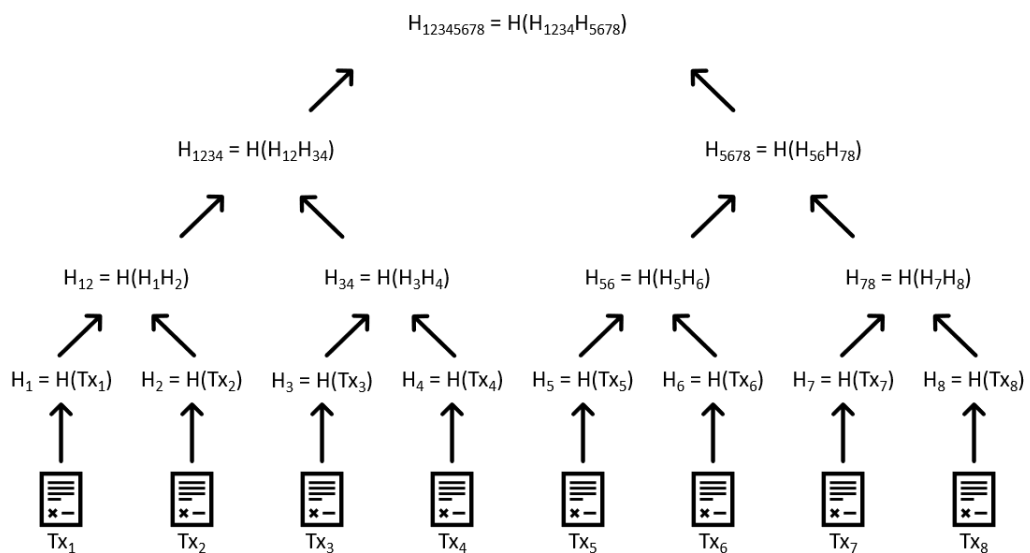 H₁₂₃₄₅₆₇₈ = H(H₁₂₃₄H₅₆₇₈)
H₁₂₃₄ = H(H₁₂H₃₄)
H₅₆₇₈ = H(H₅₆H₇₈)
H₁₂ = H(H₁H₂)
H₃₄ = H(H₃H₄)
H₅₆ = H(H₅H₆)
H₇₈ = H(H₇H₈)
H₁ = H(Tx₁)
H₂ = H(Tx₂)
H₃ = H(Tx₃)
H₄ = H(Tx₄)
H₅ = H(Tx₅)
H₆ = H(Tx₆)
H₇ = H(Tx₇)
H₈ = H(Tx₈)
Tx₁
Tx₂
Tx₃
Tx₄
Tx₅
Tx₆
Tx₇
Tx₈